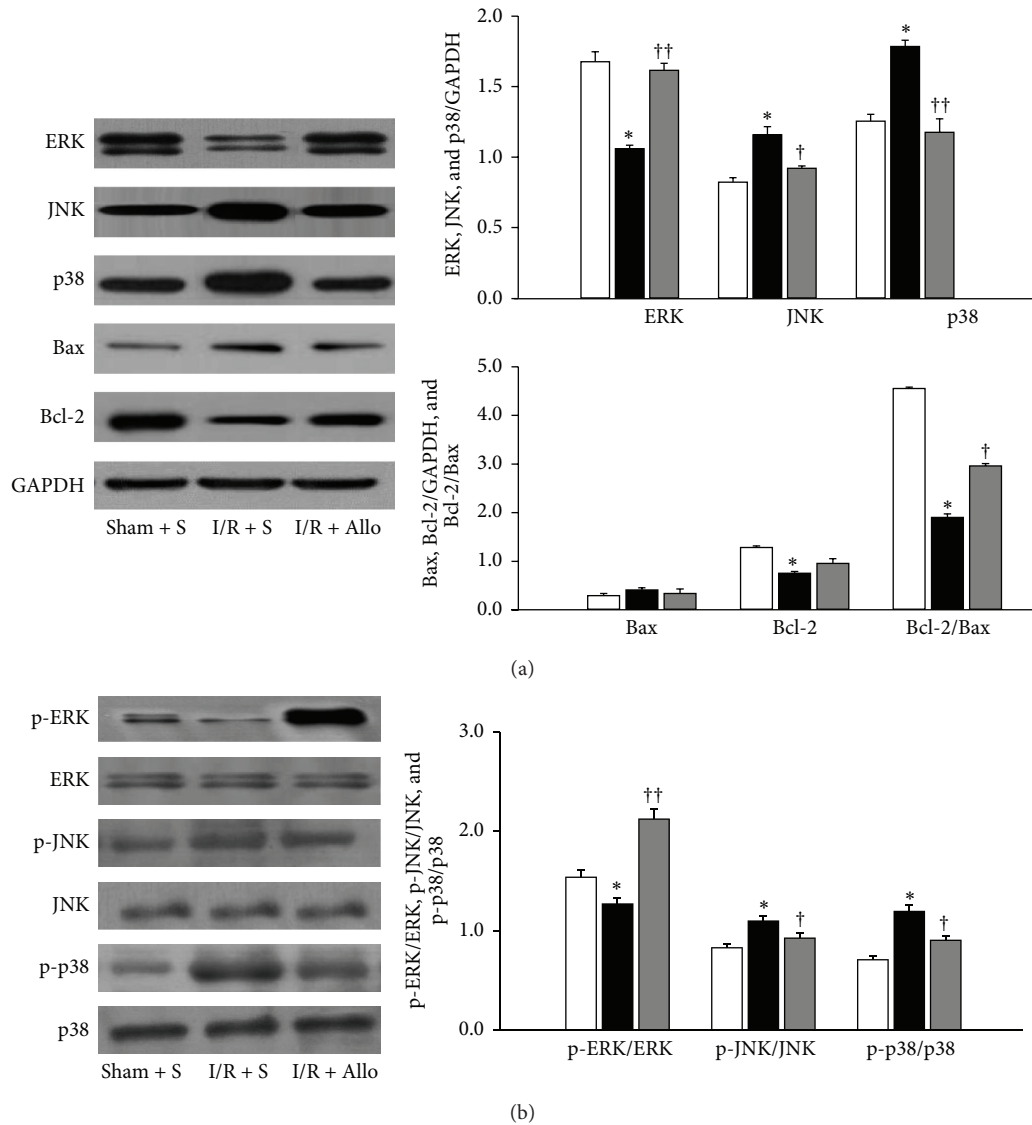 ERK
JNK
p38
Bax
Bcl-2
GAPDH
Sham + S I/R + S I/R + Allo
ERK, JNK, and p38/GAPDH
2.0
1.5
1.0
0.5
0.0
* †† * † * ††
ERK JNK p38
Bax, Bcl-2/GAPDH, and
Bcl-2/Bax
5.0
4.0
3.0
2.0
1.0
0.0
* * †
Bax Bcl-2 Bcl-2/Bax
(a)
p-ERK
ERK
p-JNK
JNK
p-p38
p38
Sham + S I/R + S I/R + Allo
p-ERK/ERK, p-JNK/JNK, and
p-p38/p38
3.0
2.0
1.0
0.0
* †† * † * †
p-ERK/ERK p-JNK/JNK p-p38/p38
(b)